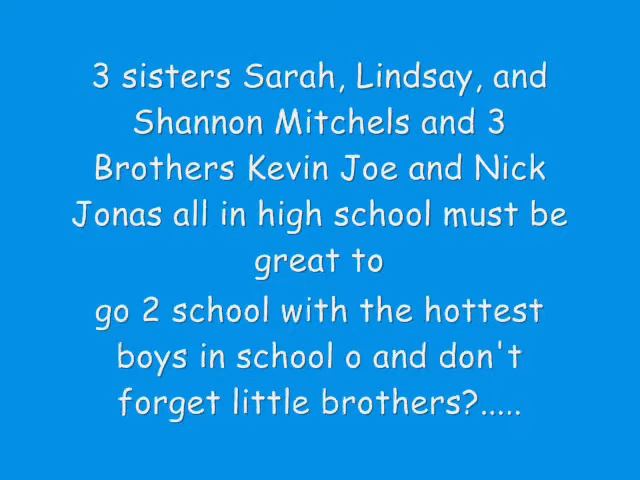 3 sisters Sarah, Lindsay, and
Shannon Mitchels and 3
Brothers Kevin Joe and Nick
Jonas all in high school must be
great to
go 2 school with the hottest
boys in school o and don't
forget little brothers?.....